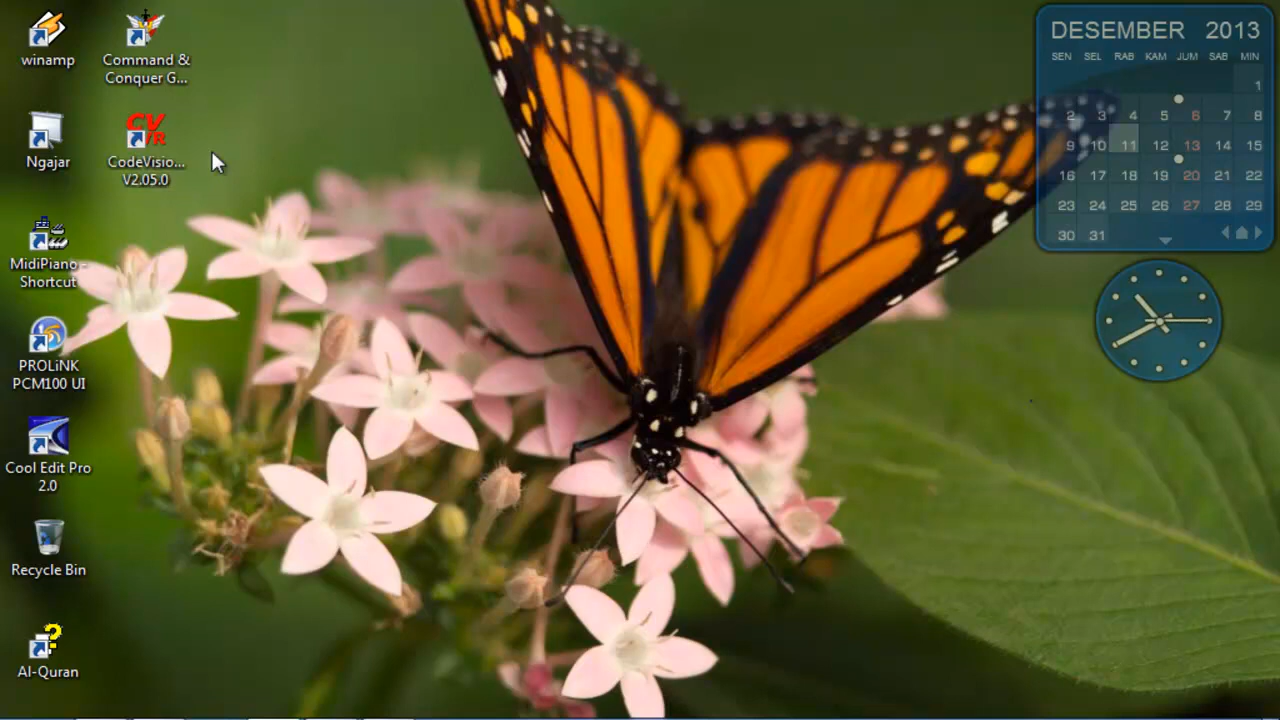 winamp
Command &
Conquer G...
Ngajar
CV
R
CodeVisio...
V2.05.0
MidiPiano -
Shortcut
PROLiNK
PCM100 UI
Cool Edit Pro
2.0
Recycle Bin
Al-Quran
DESEMBER 2013
SEN SEL RAB KAM JUM SAB MIN
1
2 3 4 5 6 7 8
9 10 11 12 13 14 15
16 17 18 19 20 21 22
23 24 25 26 27 28 29
30 31